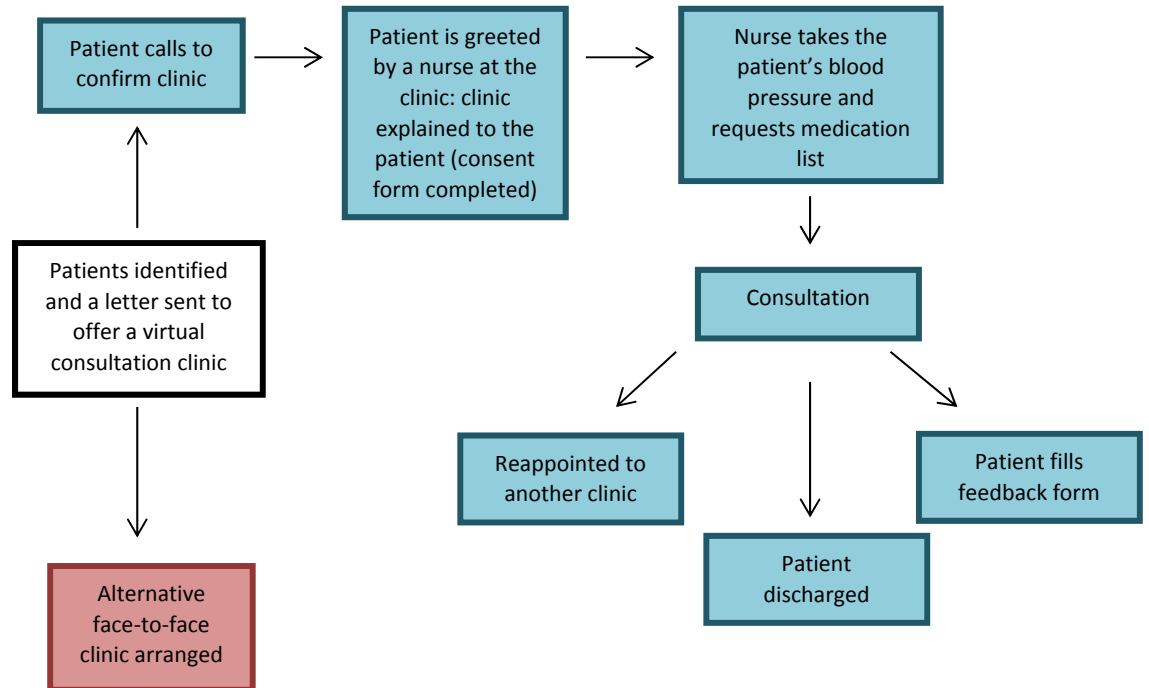 Patient calls to
confirm clinic
Patient is greeted
by a nurse at the
clinic: clinic
explained to the
patient (consent
form completed)
Nurse takes the
patient’s blood
pressure and
requests medication
list
Patients identified
and a letter sent to
offer a virtual
consultation clinic
Consultation
Reappointed to
another clinic
Patient fills
feedback form
Patient
discharged
Alternative
face-to-face
clinic arranged